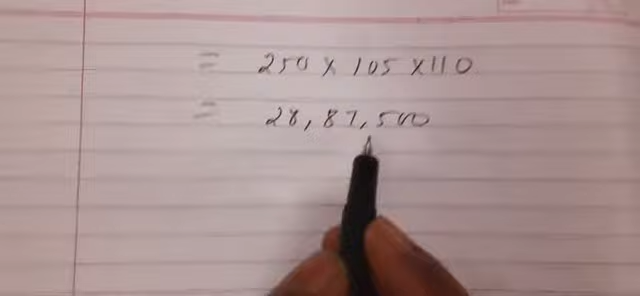 = 250 x 105 x 110
= 28,87,500